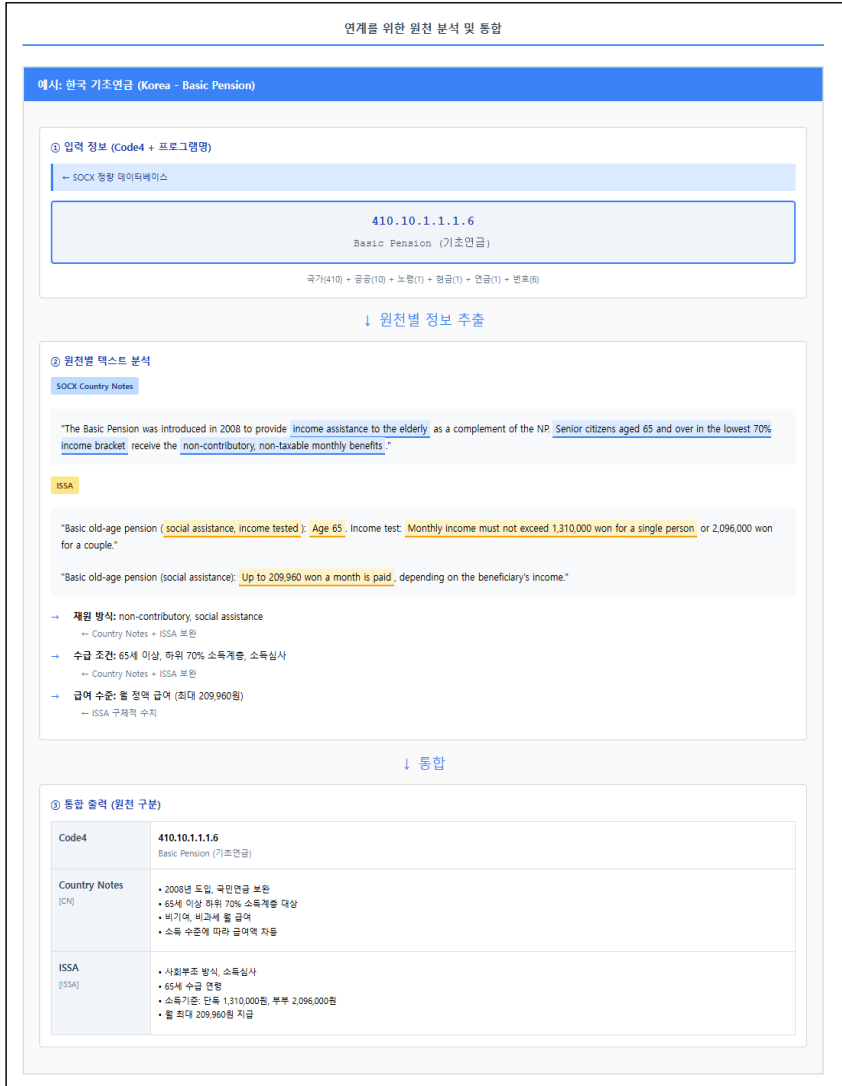 연계를 위한 원천 분석 및 통합
예시: 한국 기초연금 (Korea - Basic Pension)
① 입력 정보 (Code4 + 프로그램명)
← SOCX 정량 데이터베이스
410.10.1.1.1.6
Basic Pension (기초연금)
국가(410) + 공공(10) + 노령(1) + 현금(1) + 연금(1) + 번호(6)
↓ 원천별 정보 추출
② 원천별 텍스트 분석
SOCX Country Notes
"The Basic Pension was introduced in 2008 to provide income assistance to the elderly as a complement of the NP. Senior citizens aged 65 and over in the lowest 70%
income bracket receive the non-contributory, non-taxable monthly benefits."
ISSA
"Basic old-age pension (social assistance, income tested): Age 65. Income test: Monthly income must not exceed 1,310,000 won for a single person or 2,096,000 won
for a couple."
"Basic old-age pension (social assistance): Up to 209,960 won a month is paid, depending on the beneficiary's income."
→ 재원 방식: non-contributory, social assistance
← Country Notes + ISSA 보완
→ 수급 조건: 65세 이상, 하위 70% 소득계층, 소득심사
← Country Notes + ISSA 보완
→ 급여 수준: 월 정액 급여 (최대 209,960원)
← ISSA 구체적 수치
↓ 통합
③ 통합 출력 (원천 구분)
Code4
410.10.1.1.1.6
Basic Pension (기초연금)
Country Notes
[CN]
• 2008년 도입, 국민연금 보완
• 65세 이상 하위 70% 소득계층 대상
• 비기여, 비과세 월 급여
• 소득 수준에 따라 급여액 차등
ISSA
[ISSA]
• 사회부조 방식, 소득심사
• 65세 수급 연령
• 소득기준: 단독 1,310,000원, 부부 2,096,000원
• 월 최대 209,960원 지급